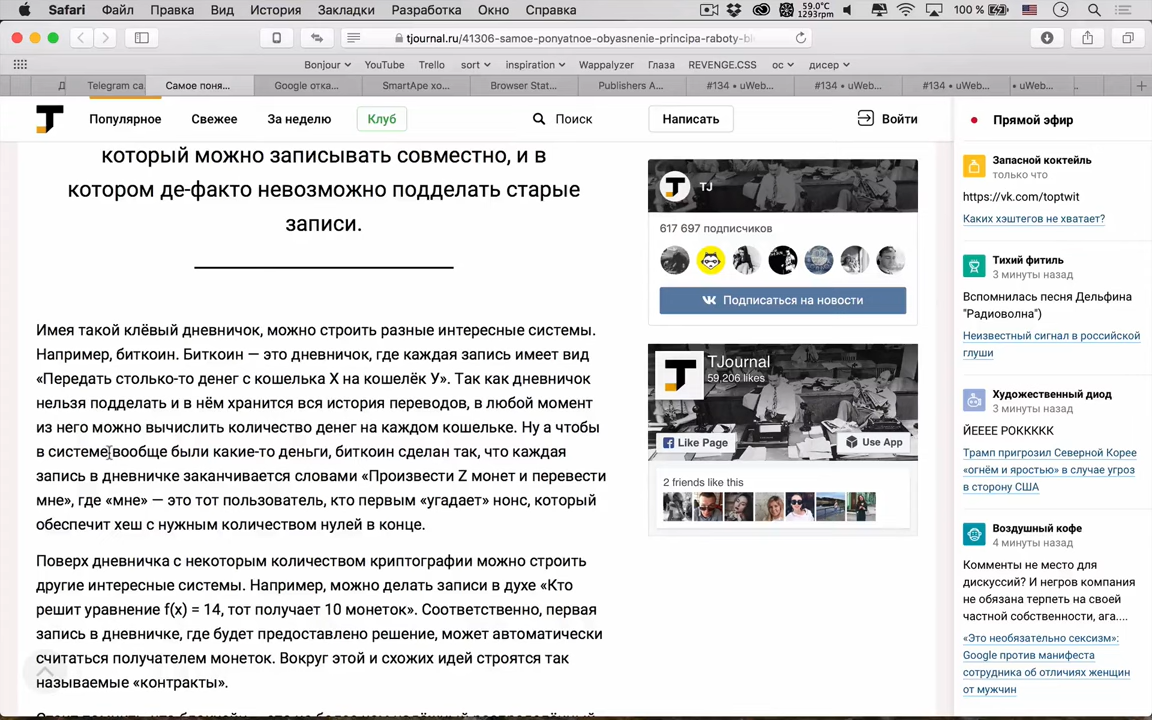 Safari Файл Правка Вид История Закладки Разработка Окно Справка 59.0°C 1293rpm 100 %
tjournal.ru/41306-samoe-ponyatnoe-obyasnenie-principa-raboty-bl
Bonjour YouTube Trello sort inspiration Wappalyzer Глаза REVENGE.CSS ос дисер
Д Telegram са Самое поня... Google отка... SmartApe хо... Browser Stat... Publishers A... #134 • uWeb... #134 • uWeb... #134 • uWeb... • uWeb...
Популярное Свежее За неделю Клуб Поиск Написать Войти Прямой эфир
который можно записывать совместно, и в
котором де-факто невозможно подделать старые
записи.
Имея такой клёвый дневничок, можно строить разные интересные системы.
Например, биткоин. Биткоин — это дневничок, где каждая запись имеет вид
«Передать столько-то денег с кошелька X на кошелёк У». Так как дневничок
нельзя подделать и в нём хранится вся история переводов, в любой момент
из него можно вычислить количество денег на каждом кошельке. Ну а чтобы
в системе вообще были какие-то деньги, биткоин сделан так, что каждая
запись в дневничке заканчивается словами «Произвести Z монет и перевести
мне», где «мне» — это тот пользователь, кто первым «угадает» нонс, который
обеспечит хеш с нужным количеством нулей в конце.
Поверх дневничка с некоторым количеством криптографии можно строить
другие интересные системы. Например, можно делать записи в духе «Кто
решит уравнение f(x) = 14, тот получает 10 монеток». Соответственно, первая
запись в дневничке, где будет предоставлено решение, может автоматически
считаться получателем монеток. Вокруг этой и схожих идей строятся так
называемые «контракты».
TJ
617 697 подписчиков
Подписаться на новости
TJournal
59.206 likes
Like Page Use App
2 friends like this
Запасной коктейль
только что
https://vk.com/toptwit
Каких хэштегов не хватает?
Тихий фитиль
3 минуты назад
Вспомнилась песня Дельфина
"Радиоволна")
Неизвестный сигнал в российской
глуши
Художественный диод
3 минуты назад
ЙЕЕЕЕ РОККККК
Трамп пригрозил Северной Корее
«огнём и яростью» в случае угроз
в сторону США
Воздушный кофе
4 минуты назад
Комменты не место для
дискуссий? И негров компания
не обязана терпеть на своей
частной собственности, ага....
«Это необязательно сексизм»:
Google против манифеста
сотрудника об отличиях женщин
от мужчин